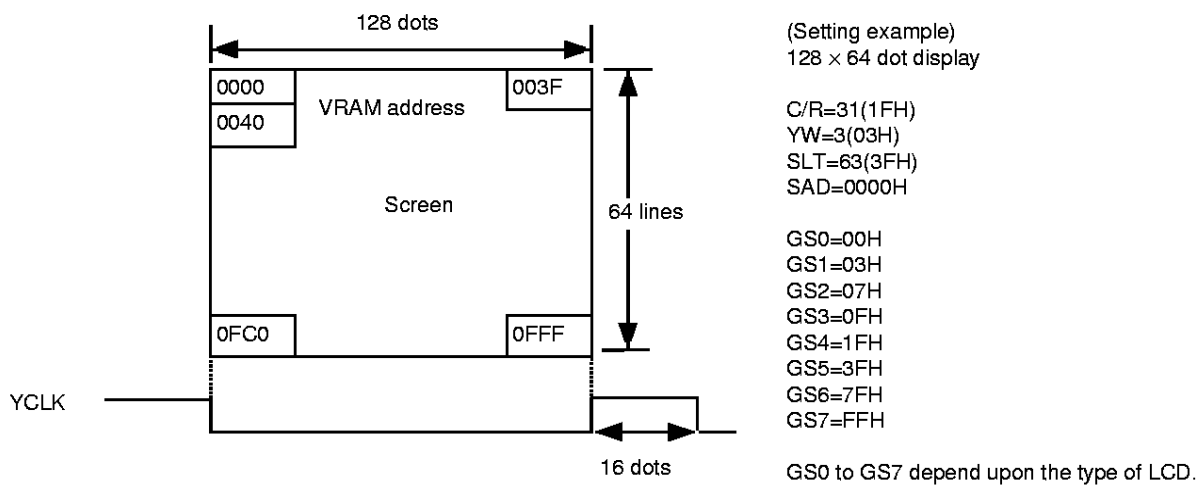 128 dots
(Setting example)
128 × 64 dot display
0000
003F
VRAM address
0040
C/R=31(1FH)
YW=3(03H)
SLT=63(3FH)
SAD=0000H
Screen
64 lines
GS0=00H
GS1=03H
GS2=07H
GS3=0FH
GS4=1FH
GS5=3FH
GS6=7FH
GS7=FFH
0FC0
0FFF
YCLK
16 dots
GS0 to GS7 depend upon the type of LCD.